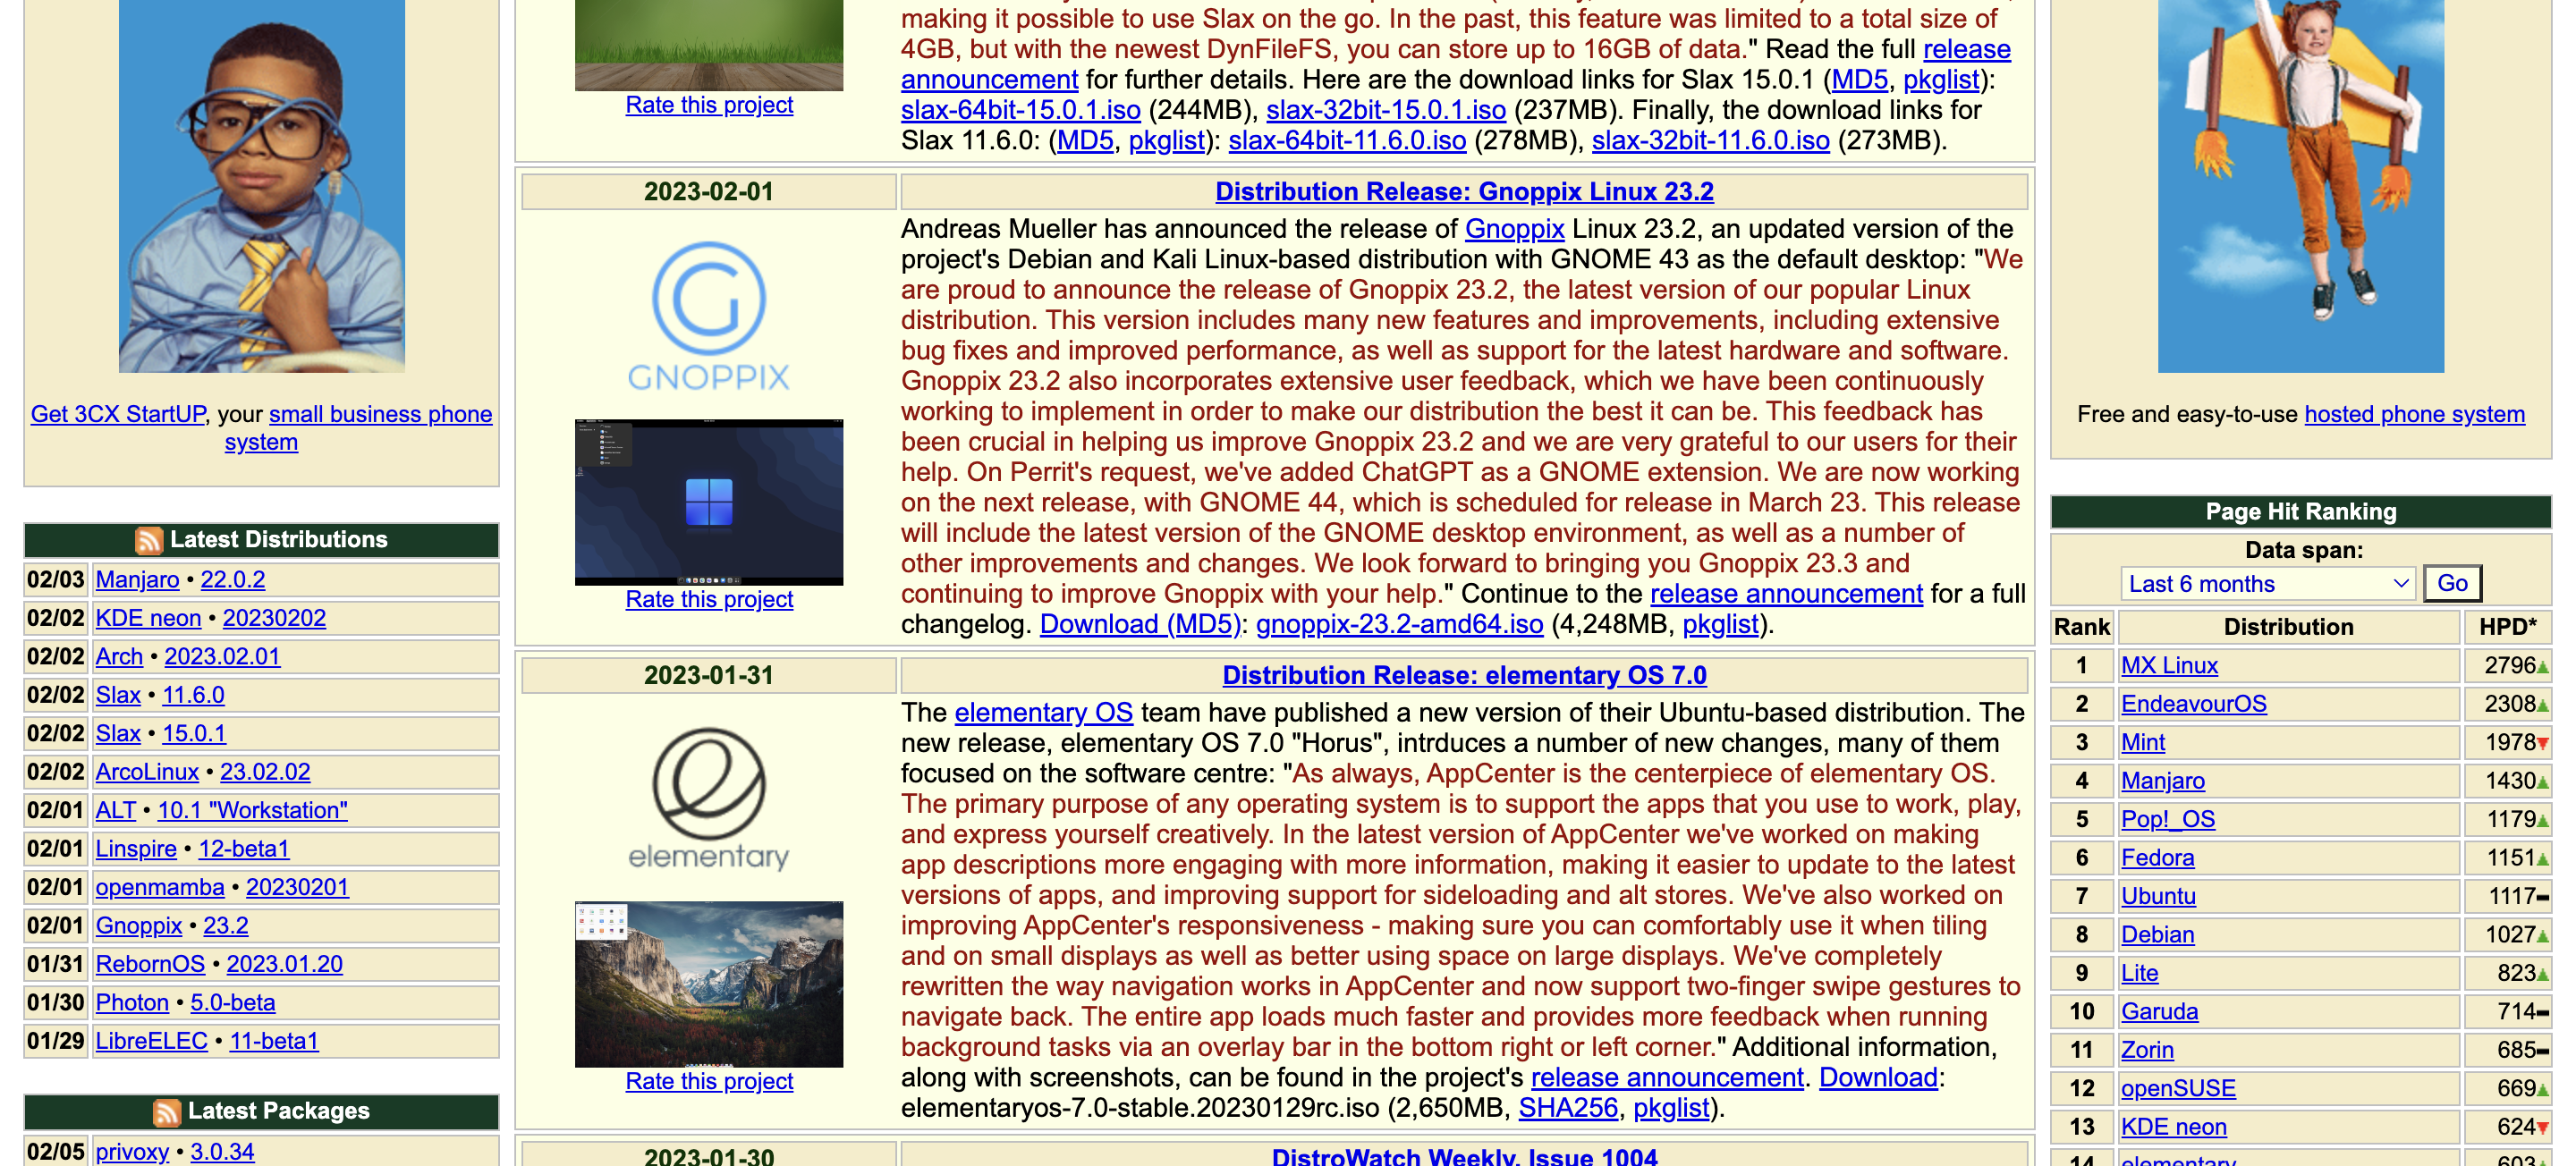 Get 3CX StartUP, your small business phone
system
Latest Distributions
02/03 Manjaro • 22.0.2
02/02 KDE neon • 20230202
02/02 Arch • 2023.02.01
02/02 Slax • 11.6.0
02/02 Slax • 15.0.1
02/02 ArcoLinux • 23.02.02
02/01 ALT • 10.1 "Workstation"
02/01 Linspire • 12-beta1
02/01 openmamba • 20230201
02/01 Gnoppix • 23.2
01/31 RebornOS • 2023.01.20
01/30 Photon • 5.0-beta
01/29 LibreELEC • 11-beta1
Latest Packages
02/05 privoxy • 3.0.34
Rate this project
making it possible to use Slax on the go. In the past, this feature was limited to a total size of
4GB, but with the newest DynFileFS, you can store up to 16GB of data." Read the full release
announcement for further details. Here are the download links for Slax 15.0.1 (MD5, pkglist):
slax-64bit-15.0.1.iso (244MB), slax-32bit-15.0.1.iso (237MB). Finally, the download links for
Slax 11.6.0: (MD5, pkglist): slax-64bit-11.6.0.iso (278MB), slax-32bit-11.6.0.iso (273MB).
2023-02-01
Distribution Release: Gnoppix Linux 23.2
GNOPPIX
Rate this project
Andreas Mueller has announced the release of Gnoppix Linux 23.2, an updated version of the
project's Debian and Kali Linux-based distribution with GNOME 43 as the default desktop: "We
are proud to announce the release of Gnoppix 23.2, the latest version of our popular Linux
distribution. This version includes many new features and improvements, including extensive
bug fixes and improved performance, as well as support for the latest hardware and software.
Gnoppix 23.2 also incorporates extensive user feedback, which we have been continuously
working to implement in order to make our distribution the best it can be. This feedback has
been crucial in helping us improve Gnoppix 23.2 and we are very grateful to our users for their
help. On Perrit's request, we've added ChatGPT as a GNOME extension. We are now working
on the next release, with GNOME 44, which is scheduled for release in March 23. This release
will include the latest version of the GNOME desktop environment, as well as a number of
other improvements and changes. We look forward to bringing you Gnoppix 23.3 and
continuing to improve Gnoppix with your help." Continue to the release announcement for a full
changelog. Download (MD5): gnoppix-23.2-amd64.iso (4,248MB, pkglist).
2023-01-31
Distribution Release: elementary OS 7.0
elementary
Rate this project
The elementary OS team have published a new version of their Ubuntu-based distribution. The
new release, elementary OS 7.0 "Horus", intrduces a number of new changes, many of them
focused on the software centre: "As always, AppCenter is the centerpiece of elementary OS.
The primary purpose of any operating system is to support the apps that you use to work, play,
and express yourself creatively. In the latest version of AppCenter we've worked on making
app descriptions more engaging with more information, making it easier to update to the latest
versions of apps, and improving support for sideloading and alt stores. We've also worked on
improving AppCenter's responsiveness - making sure you can comfortably use it when tiling
and on small displays as well as better using space on large displays. We've completely
rewritten the way navigation works in AppCenter and now support two-finger swipe gestures to
navigate back. The entire app loads much faster and provides more feedback when running
background tasks via an overlay bar in the bottom right or left corner." Additional information,
along with screenshots, can be found in the project's release announcement. Download:
elementaryos-7.0-stable.20230129rc.iso (2,650MB, SHA256, pkglist).
2023-01-30
DistroWatch Weekly, Issue 1004
Free and easy-to-use hosted phone system
Page Hit Ranking
Data span:
Last 6 months Go
Rank Distribution HPD*
1 MX Linux 2796
2 EndeavourOS 2308
3 Mint 1978
4 Manjaro 1430
5 Pop!_OS 1179
6 Fedora 1151
7 Ubuntu 1117
8 Debian 1027
9 Lite 823
10 Garuda 714
11 Zorin 685
12 openSUSE 669
13 KDE neon 624
14 elementary 603